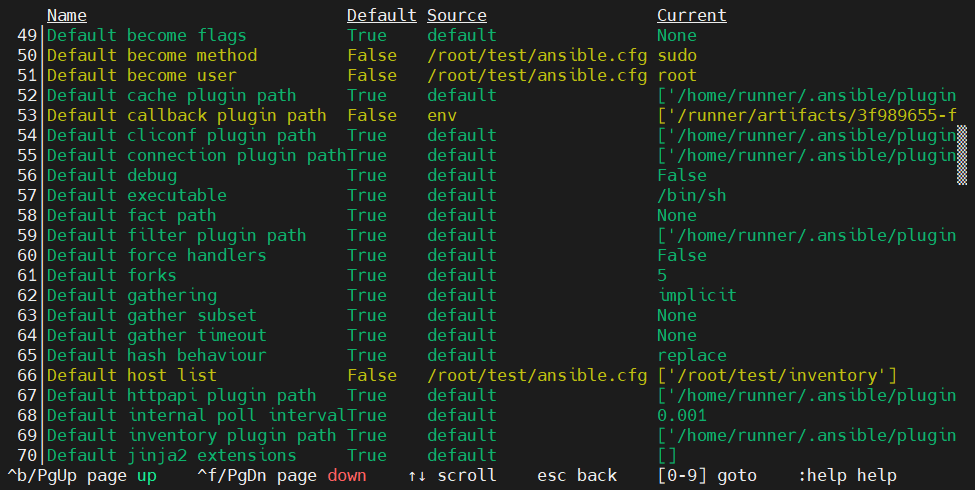 Name Default Source Current
49 Default become flags True default None
50 Default become method False /root/test/ansible.cfg sudo
51 Default become user False /root/test/ansible.cfg root
52 Default cache plugin path True default ['/home/runner/.ansible/plugin
53 Default callback plugin path False env ['/runner/artifacts/3f989655-f
54 Default cliconf plugin path True default ['/home/runner/.ansible/plugin
55 Default connection plugin pathTrue default ['/home/runner/.ansible/plugin
56 Default debug True default False
57 Default executable True default /bin/sh
58 Default fact path True default None
59 Default filter plugin path True default ['/home/runner/.ansible/plugin
60 Default force handlers True default False
61 Default forks True default 5
62 Default gathering True default implicit
63 Default gather subset True default None
64 Default gather timeout True default None
65 Default hash behaviour True default replace
66 Default host list False /root/test/ansible.cfg ['/root/test/inventory']
67 Default httpapi plugin path True default ['/home/runner/.ansible/plugin
68 Default internal poll intervalTrue default 0.001
69 Default inventory plugin path True default ['/home/runner/.ansible/plugin
70 Default jinja2 extensions True default []
^b/PgUp page up ^f/PgDn page down ↑↓ scroll esc back [0-9] goto :help help